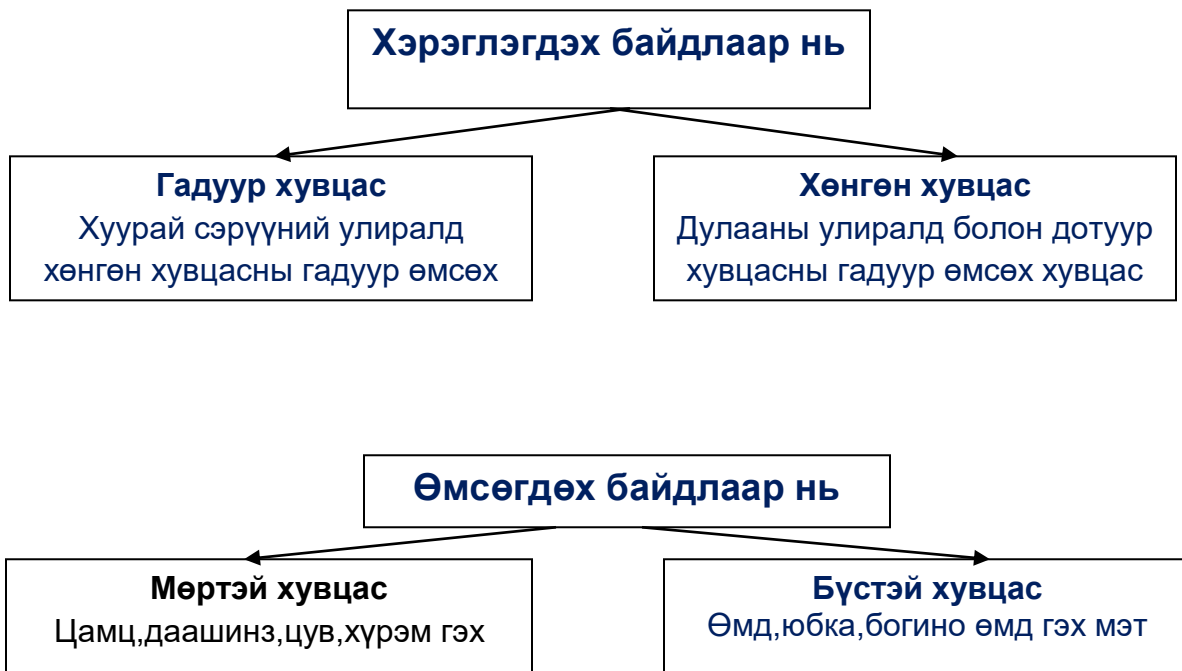 Хэрэглэгдэх байдлаар нь
Гадуур хувцас
Хуурай сэрүүний улиралд
хөнгөн хувцасны гадуур өмсөх
Хөнгөн хувцас
Дулааны улиралд болон дотуур
хувцасны гадуур өмсөх хувцас
Өмсөгдөх байдлаар нь
Мөртэй хувцас
Цамц,даашинз,цув,хүрэм гэх
Бүстэй хувцас
Өмд,юбка,богино өмд гэх мэт